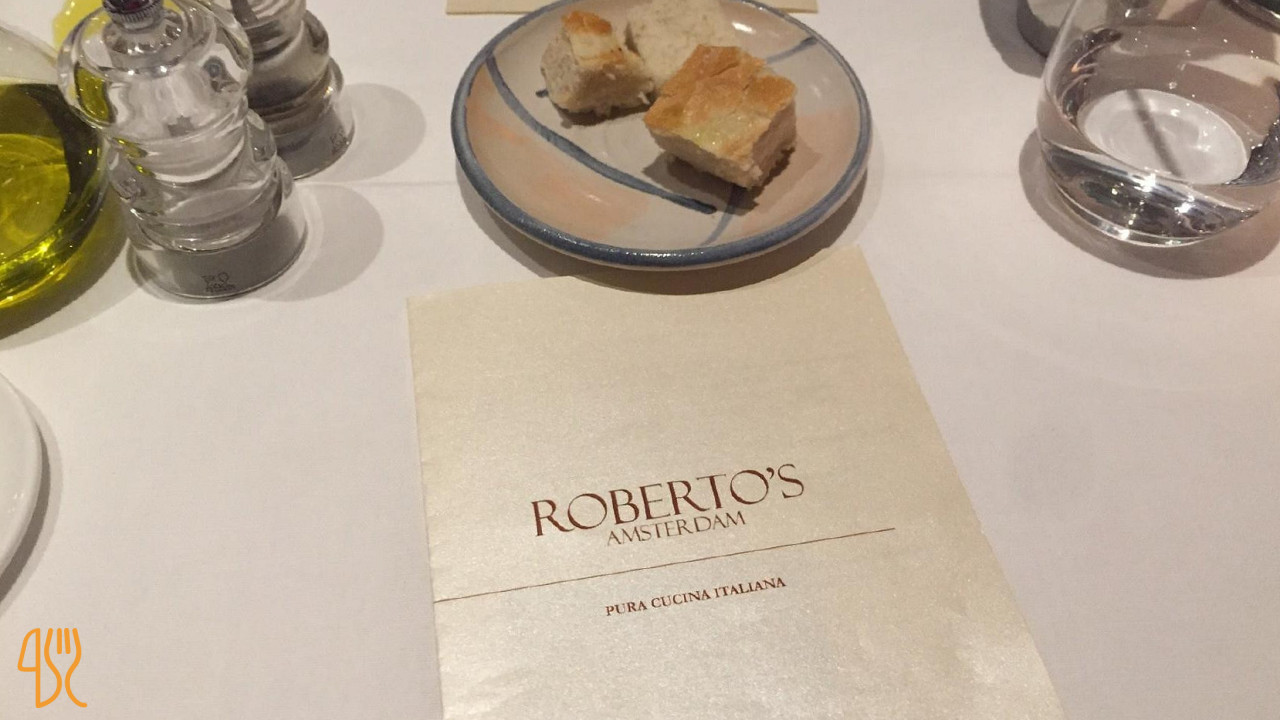 ROBERTO'S
AMSTERDAM
PURA CUCINA ITALIANA